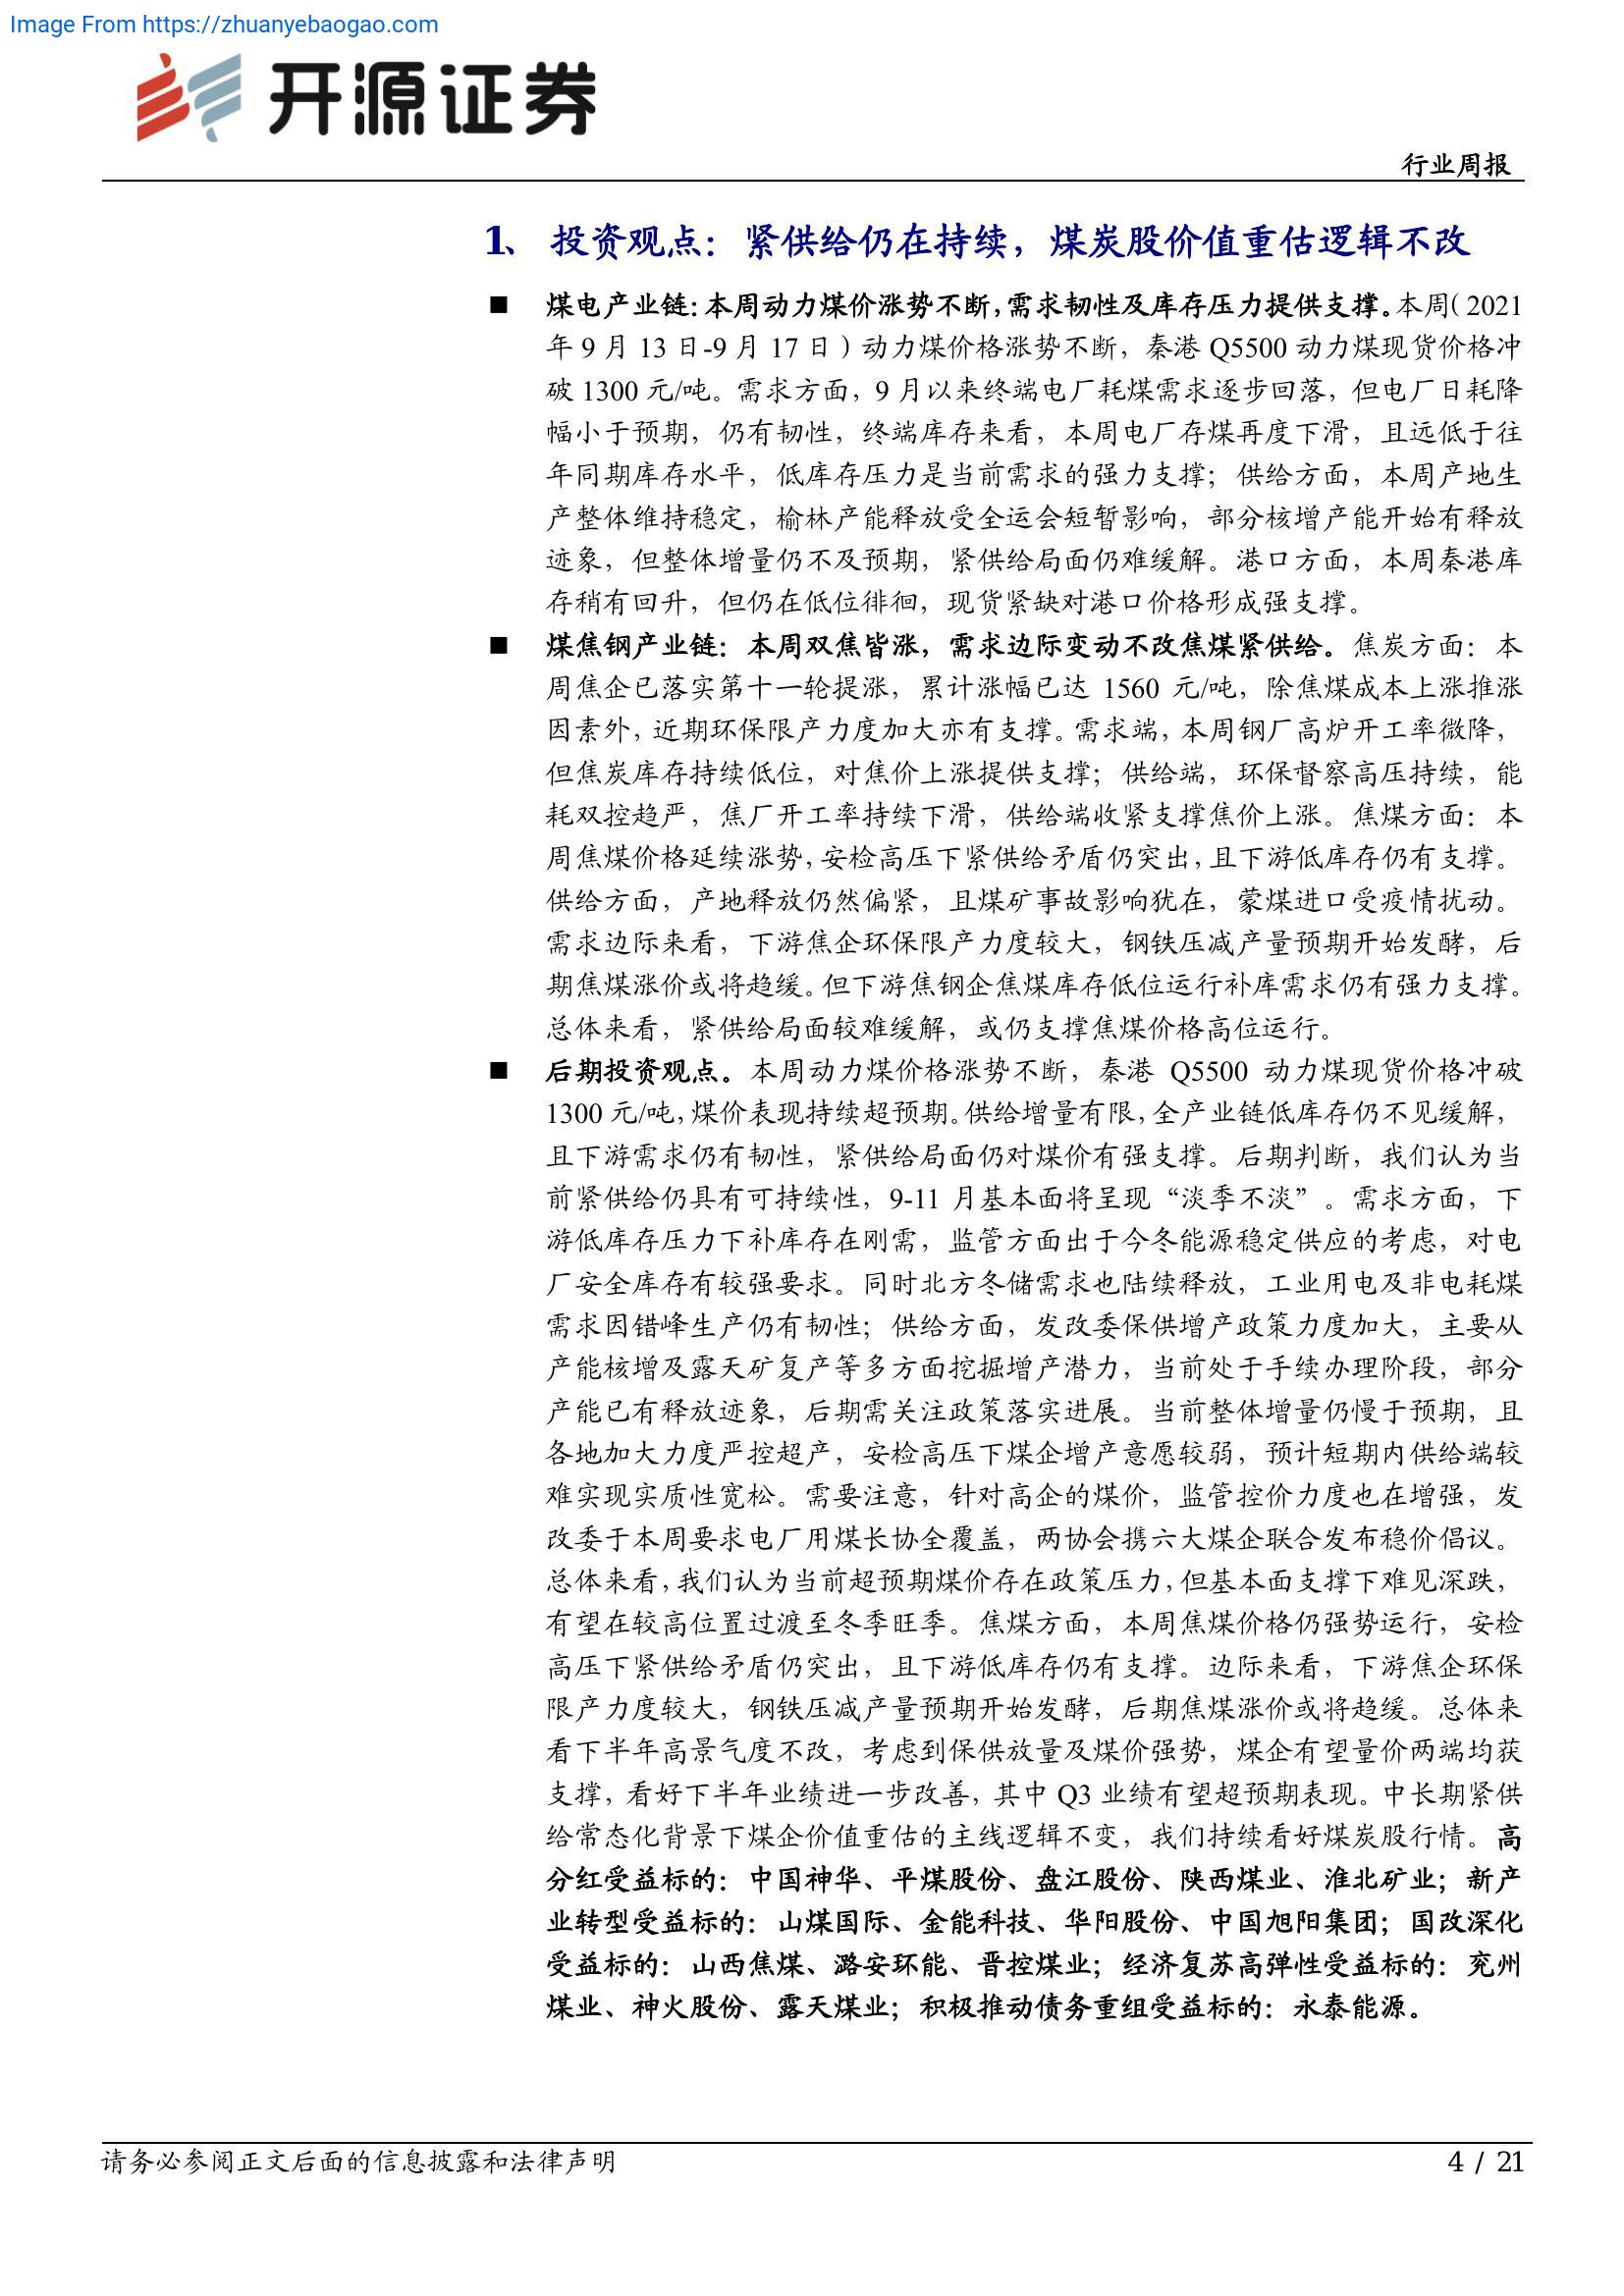 Image From https://zhuanyebaogao.com
开源证券
行业周报
1、 投资观点：紧供给仍在持续，煤炭股价值重估逻辑不改
■ 煤电产业链：本周动力煤价涨势不断，需求韧性及库存压力提供支撑。本周（2021
年 9 月 13 日-9 月 17 日）动力煤价格涨势不断，秦港 Q5500 动力煤现货价格冲
破 1300 元/吨。需求方面，9 月以来终端电厂耗煤需求逐步回落，但电厂日耗降
幅小于预期，仍有韧性，终端库存来看，本周电厂存煤再度下滑，且远低于往
年同期库存水平，低库存压力是当前需求的强力支撑；供给方面，本周产地生
产整体维持稳定，榆林产能释放受全运会短暂影响，部分核增产能开始有释放
迹象，但整体增量仍不及预期，紧供给局面仍难缓解。港口方面，本周秦港库
存稍有回升，但仍在低位徘徊，现货紧缺对港口价格形成强支撑。
■ 煤焦钢产业链：本周双焦皆涨，需求边际变动不改焦煤紧供给。焦炭方面：本
周焦企已落实第十一轮提涨，累计涨幅已达 1560 元/吨，除焦煤成本上涨推涨
因素外，近期环保限产力度加大亦有支撑。需求端，本周钢厂高炉开工率微降，
但焦炭库存持续低位，对焦价上涨提供支撑；供给端，环保督察高压持续，能
耗双控趋严，焦厂开工率持续下滑，供给端收紧支撑焦价上涨。焦煤方面：本
周焦煤价格延续涨势，安检高压下紧供给矛盾仍突出，且下游低库存仍有支撑。
供给方面，产地释放仍然偏紧，且煤矿事故影响犹在，蒙煤进口受疫情扰动。
需求边际来看，下游焦企环保限产力度较大，钢铁压减产量预期开始发酵，后
期焦煤涨价或将趋缓。但下游焦钢企焦煤库存低位运行补库需求仍有强力支撑。
总体来看，紧供给局面较难缓解，或仍支撑焦煤价格高位运行。
■ 后期投资观点。本周动力煤价格涨势不断，秦港 Q5500 动力煤现货价格冲破
1300 元/吨，煤价表现持续超预期。供给增量有限，全产业链低库存仍不见缓解，
且下游需求仍有韧性，紧供给局面仍对煤价有强支撑。后期判断，我们认为当
前紧供给仍具有可持续性，9-11 月基本面将呈现“淡季不淡”。需求方面，下
游低库存压力下补库存在刚需，监管方面出于今冬能源稳定供应的考虑，对电
厂安全库存有较强要求。同时北方冬储需求也陆续释放，工业用电及非电耗煤
需求因错峰生产仍有韧性；供给方面，发改委保供增产政策力度加大，主要从
产能核增及露天矿复产等多方面挖掘增产潜力，当前处于手续办理阶段，部分
产能已有释放迹象，后期需关注政策落实进展。当前整体增量仍慢于预期，且
各地加大力度严控超产，安检高压下煤企增产意愿较弱，预计短期内供给端较
难实现实质性宽松。需要注意，针对高企的煤价，监管控价力度也在增强，发
改委于本周要求电厂用煤长协全覆盖，两协会携六大煤企联合发布稳价倡议。
总体来看，我们认为当前超预期煤价存在政策压力，但基本面支撑下难见深跌，
有望在较高位置过渡至冬季旺季。焦煤方面，本周焦煤价格仍强势运行，安检
高压下紧供给矛盾仍突出，且下游低库存仍有支撑。边际来看，下游焦企环保
限产力度较大，钢铁压减产量预期开始发酵，后期焦煤涨价或将趋缓。总体来
看下半年高景气度不改，考虑到保供放量及煤价强势，煤企有望量价两端均获
支撑，看好下半年业绩进一步改善，其中 Q3 业绩有望超预期表现。中长期紧供
给常态化背景下煤企价值重估的主线逻辑不变，我们持续看好煤炭股行情。高
分红受益标的：中国神华、平煤股份、盘江股份、陕西煤业、淮北矿业；新产
业转型受益标的：山煤国际、金能科技、华阳股份、中国旭阳集团；国改深化
受益标的：山西焦煤、潞安环能、晋控煤业；经济复苏高弹性受益标的：兖州
煤业、神火股份、露天煤业；积极推动债务重组受益标的：永泰能源。
请务必参阅正文后面的信息披露和法律声明
4 / 21